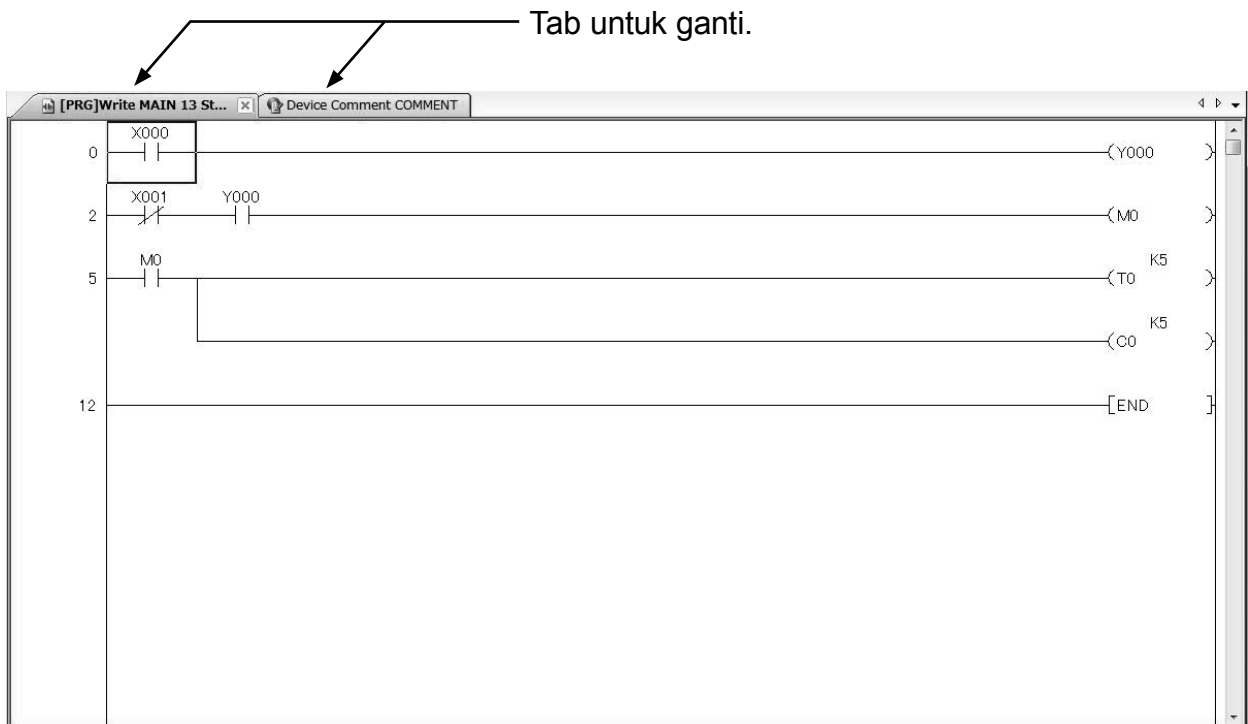 Tab untuk ganti.
[PRG]Write MAIN 13 St... Device Comment COMMENT
X000
0 Y000
X001 Y000
2 M0
M0 K5
5 T0
K5
C0
12 END